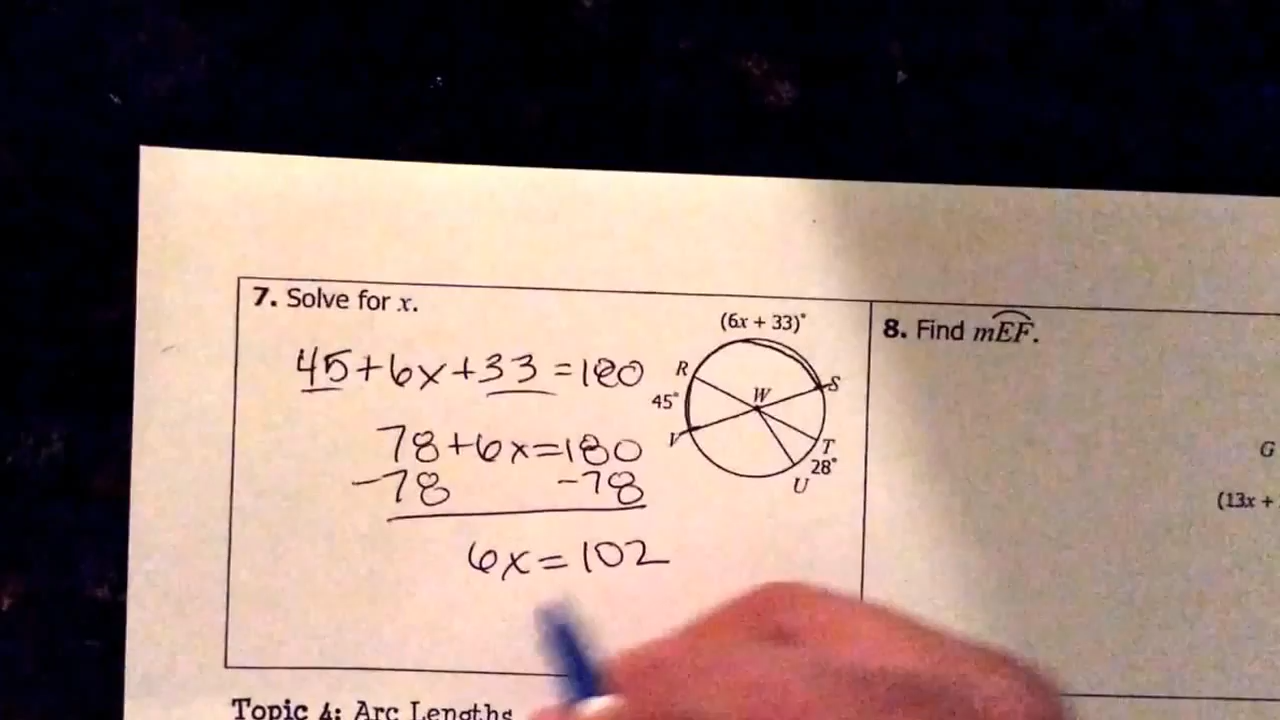 7. Solve for x.
45+6x+33=180
78+6x=180
-78 -78
6x=102
(6x + 33)°
R
S
W
45°
V
T
28°
U
8. Find mEF.
G
(13x +
Topic 4: Arc Lengths